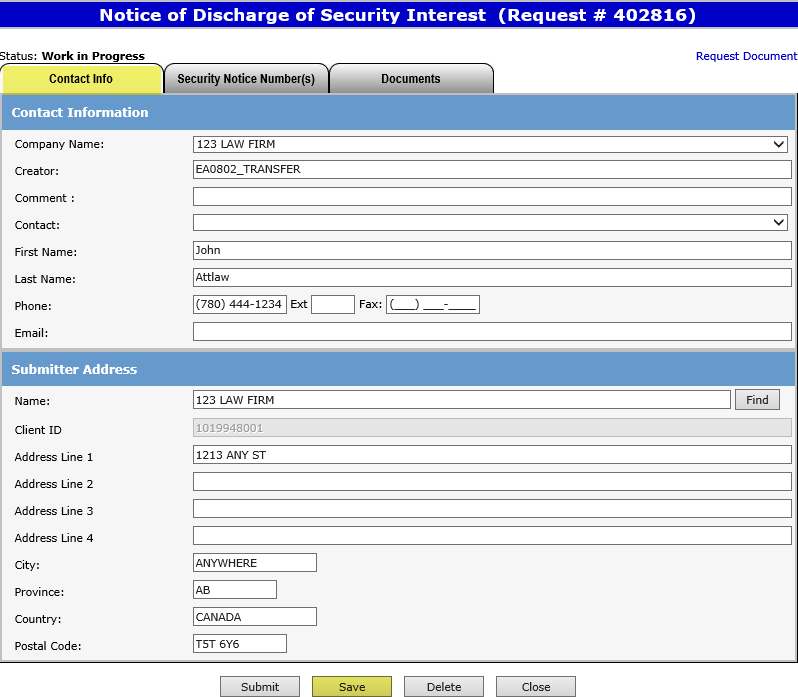 Notice of Discharge of Security Interest (Request # 402816)
Status: Work in Progress Request Document
Contact Info Security Notice Number(s) Documents
Contact Information
Company Name: 123 LAW FIRM
Creator: EA0802_TRANSFER
Comment :
Contact:
First Name: John
Last Name: Attlaw
Phone: (780) 444-1234 Ext Fax: (___) ___-____
Email:
Submitter Address
Name: 123 LAW FIRM Find
Client ID 1019948001
Address Line 1 1213 ANY ST
Address Line 2
Address Line 3
Address Line 4
City: ANYWHERE
Province: AB
Country: CANADA
Postal Code: T5T 6Y6
Submit Save Delete Close